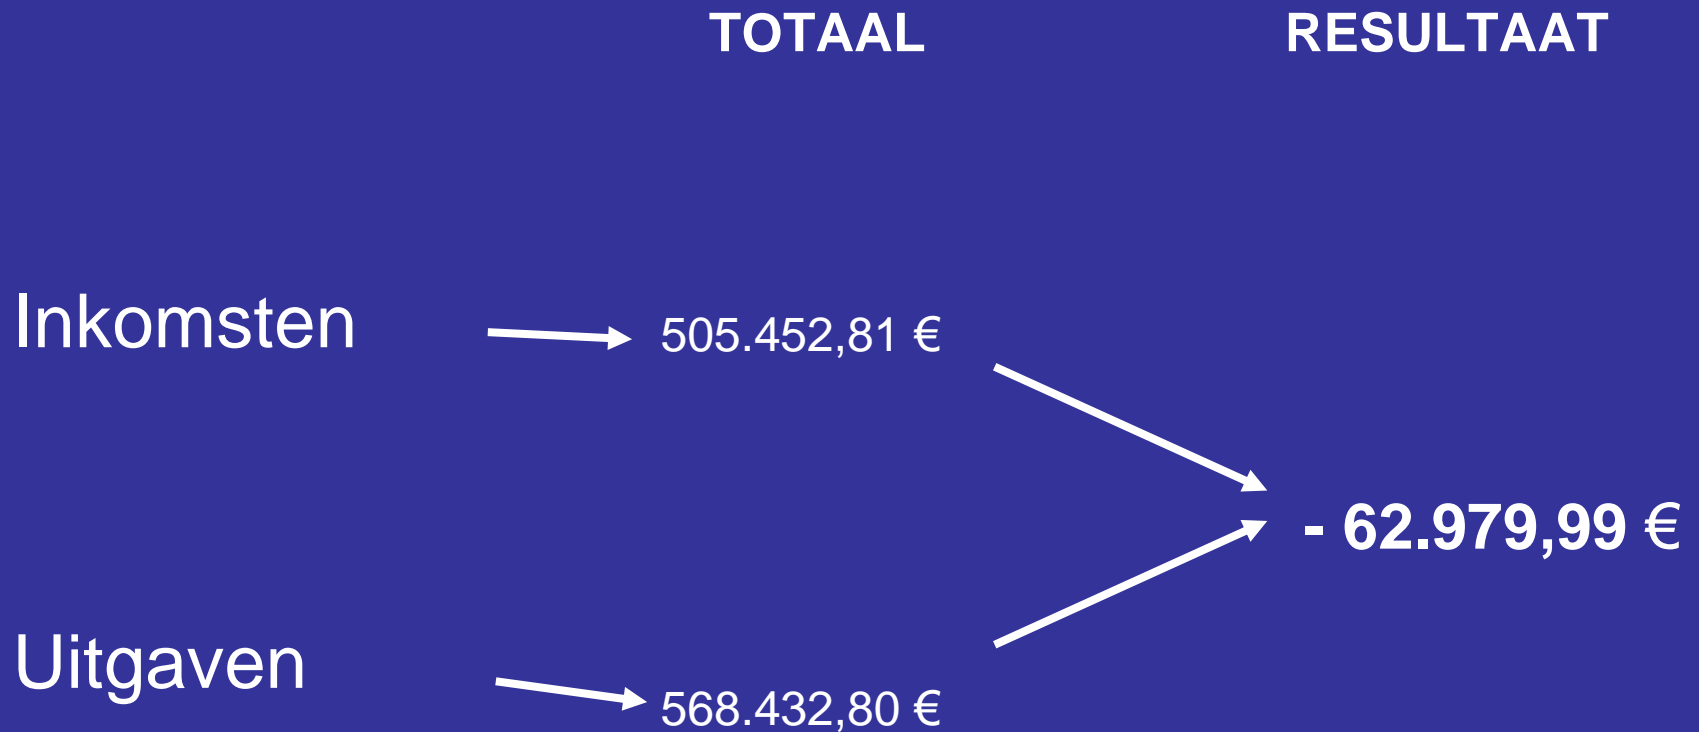 TOTAAL RESULTAAT
Inkomsten 505.452,81 €
- 62.979,99 €
Uitgaven 568.432,80 €